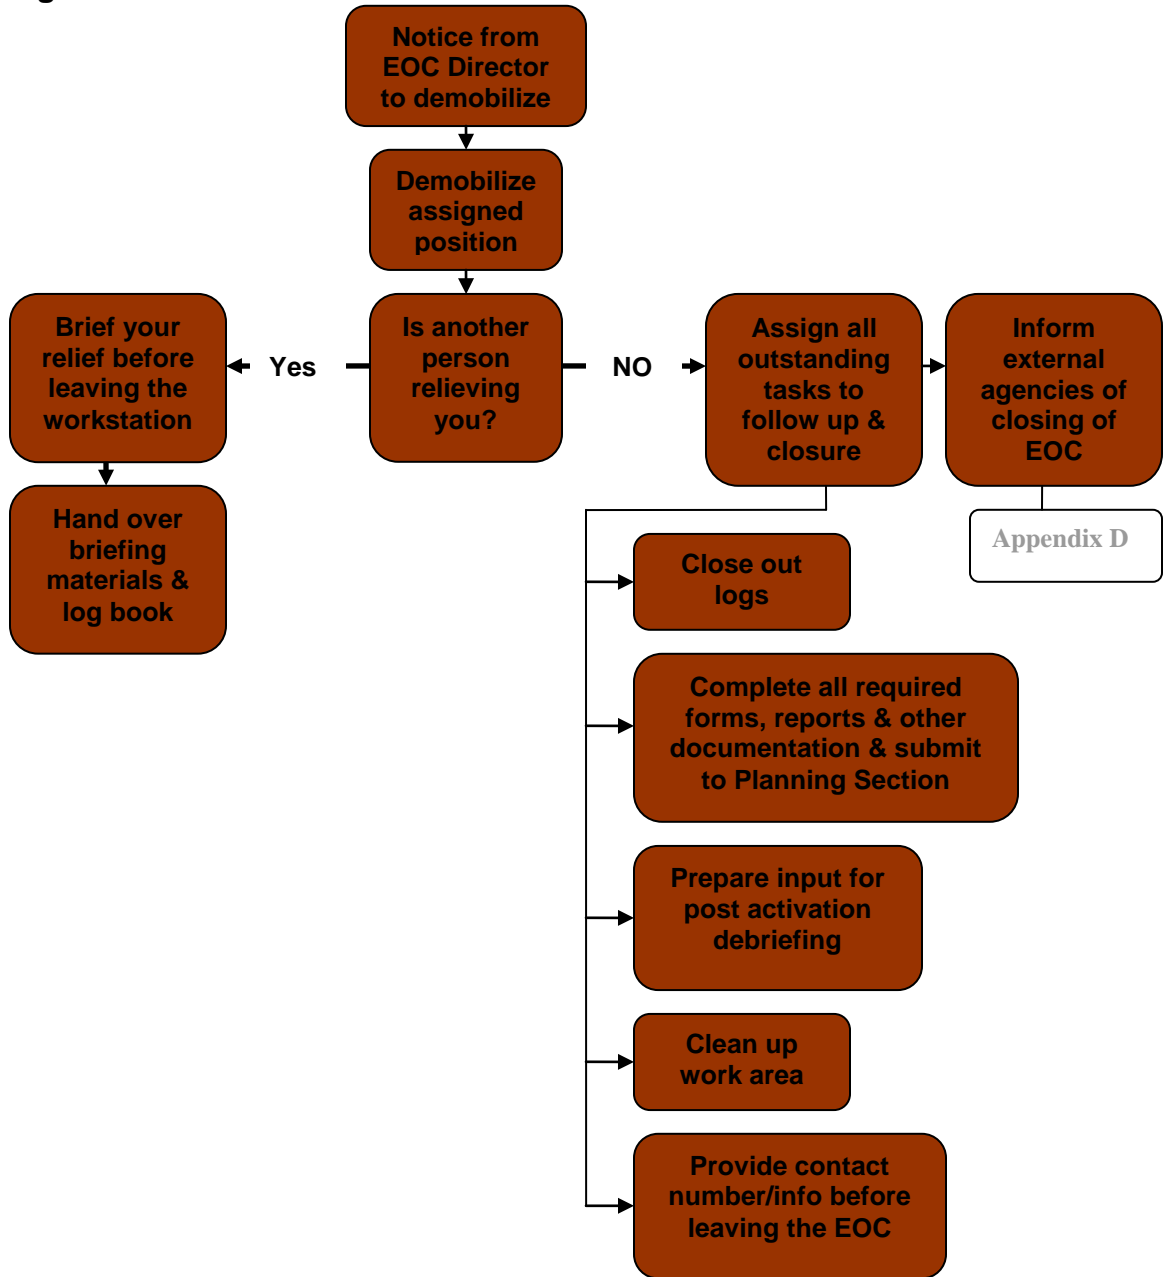 Notice from
EOC Director
to demobilize
Demobilize
assigned
position
Is another
person
relieving
you?
Yes
NO
Brief your
relief before
leaving the
workstation
Hand over
briefing
materials &
log book
Assign all
outstanding
tasks to
follow up &
closure
Inform
external
agencies of
closing of
EOC
Appendix D
Close out
logs
Complete all required
forms, reports & other
documentation & submit
to Planning Section
Prepare input for
post activation
debriefing
Clean up
work area
Provide contact
number/info before
leaving the EOC